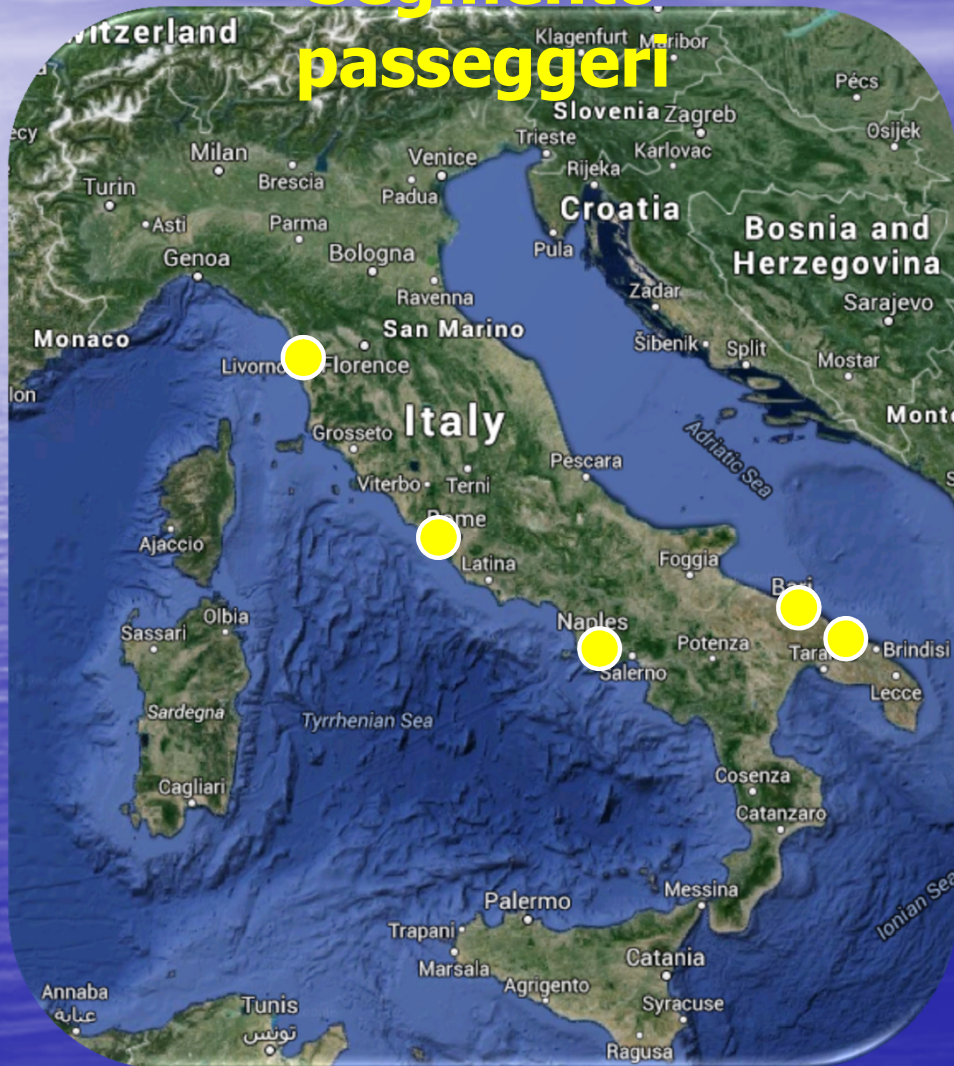 Segmento
passeggeri
Switzerland
Klagenfurt
Maribor
Pécs
Slovenia
Zagreb
Osijek
ecy
Trieste
Karlovac
Milan
Venice
Rijeka
Brescia
Turin
Padua
Croatia
Asti
Parma
Bosnia and
Herzegovina
Pula
Genoa
Bologna
Zadar
Ravenna
Sarajevo
San Marino
Monaco
Šibenik
Split
Mostar
Livorno
Florence
lon
Italy
Monte
Grosseto
Adriatic Sea
Pescara
Viterbo
Terni
Rome
Ajaccio
Foggia
Latina
Bari
Olbia
Naples
Sassari
Potenza
Brindisi
Tara
Salerno
Lecce
Sardegna
Tyrrhenian Sea
Cosenza
Cagliari
Catanzaro
Messina
Palermo
Ionian Sea
Trapani
Catania
Marsala
Agrigento
Annaba
عنابة
Tunis
تونس
Syracuse
Ragusa